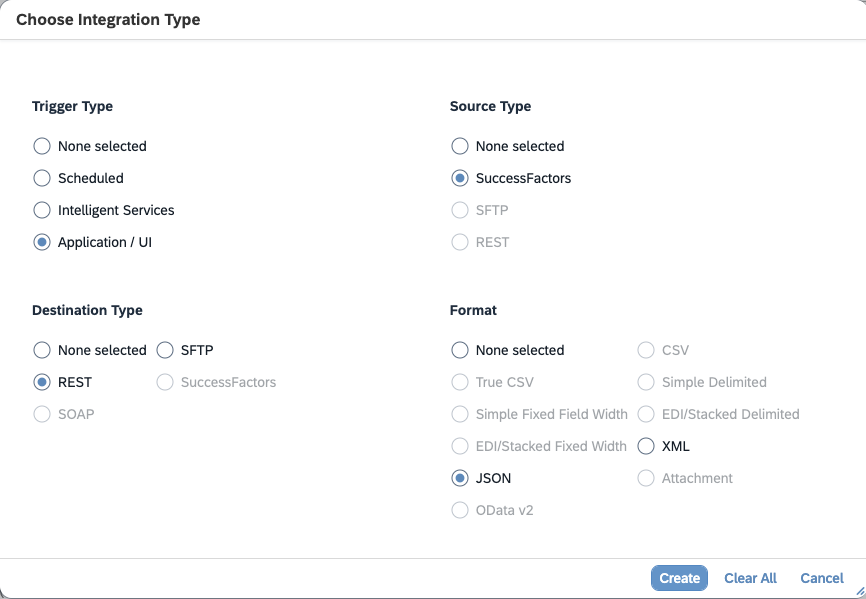 Choose Integration Type
Trigger Type
None selected
Scheduled
Intelligent Services
Application / UI
Source Type
None selected
SuccessFactors
SFTP
REST
Destination Type
None selected SFTP
REST SuccessFactors
SOAP
Format
None selected CSV
True CSV Simple Delimited
Simple Fixed Field Width EDI/Stacked Delimited
EDI/Stacked Fixed Width XML
JSON Attachment
OData v2
Create Clear All Cancel